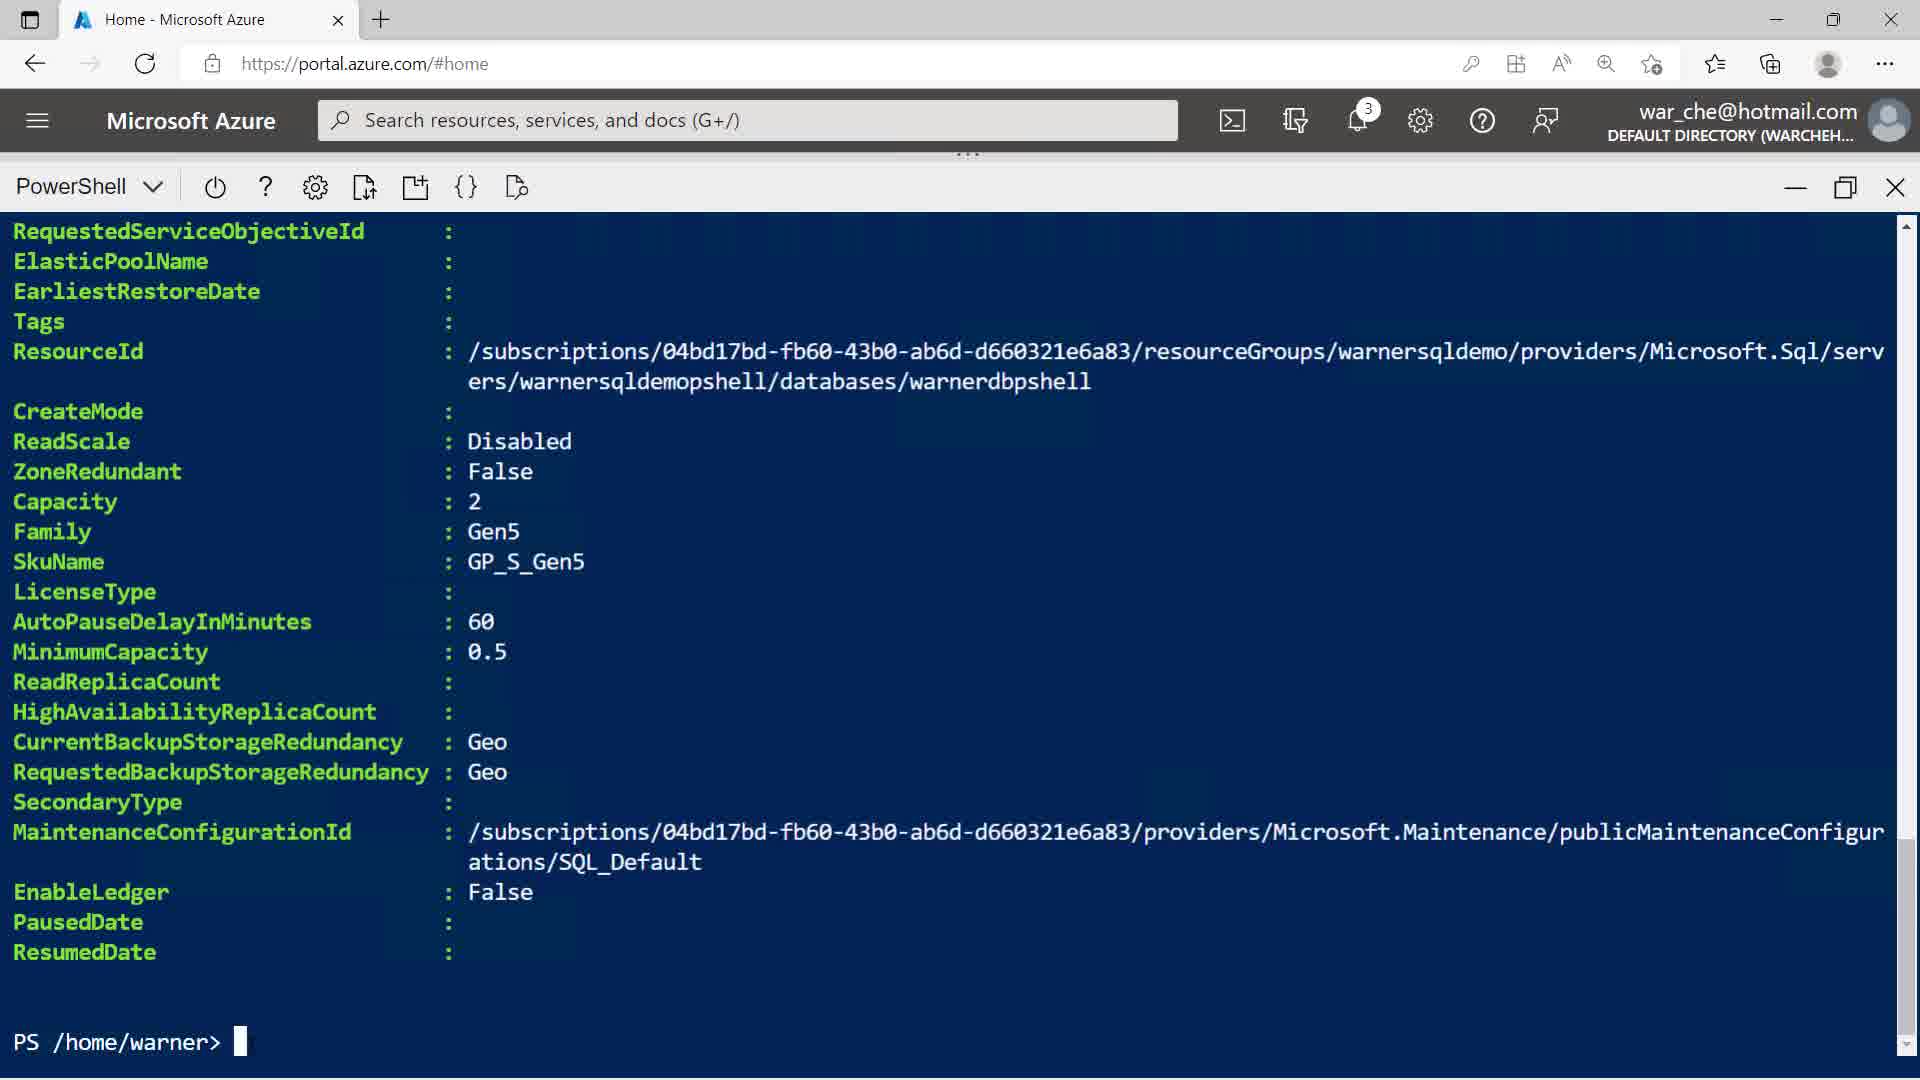 Home - Microsoft Azure
https://portal.azure.com/#home
Microsoft Azure
Search resources, services, and docs (G+/)
3
war_che@hotmail.com
DEFAULT DIRECTORY (WARCHEH...
PowerShell
RequestedServiceObjectiveId :
ElasticPoolName :
EarliestRestoreDate :
Tags :
ResourceId : /subscriptions/04bd17bd-fb60-43b0-ab6d-d660321e6a83/resourceGroups/warnersqldemo/providers/Microsoft.Sql/serv
ers/warnersqldemopshell/databases/warnerdbpshell
CreateMode :
ReadScale : Disabled
ZoneRedundant : False
Capacity : 2
Family : Gen5
SkuName : GP_S_Gen5
LicenseType :
AutoPauseDelayInMinutes : 60
MinimumCapacity : 0.5
ReadReplicaCount :
HighAvailabilityReplicaCount :
CurrentBackupStorageRedundancy : Geo
RequestedBackupStorageRedundancy : Geo
SecondaryType :
MaintenanceConfigurationId : /subscriptions/04bd17bd-fb60-43b0-ab6d-d660321e6a83/providers/Microsoft.Maintenance/publicMaintenanceConfigur
ations/SQL_Default
EnableLedger : False
PausedDate :
ResumedDate :
PS /home/warner>